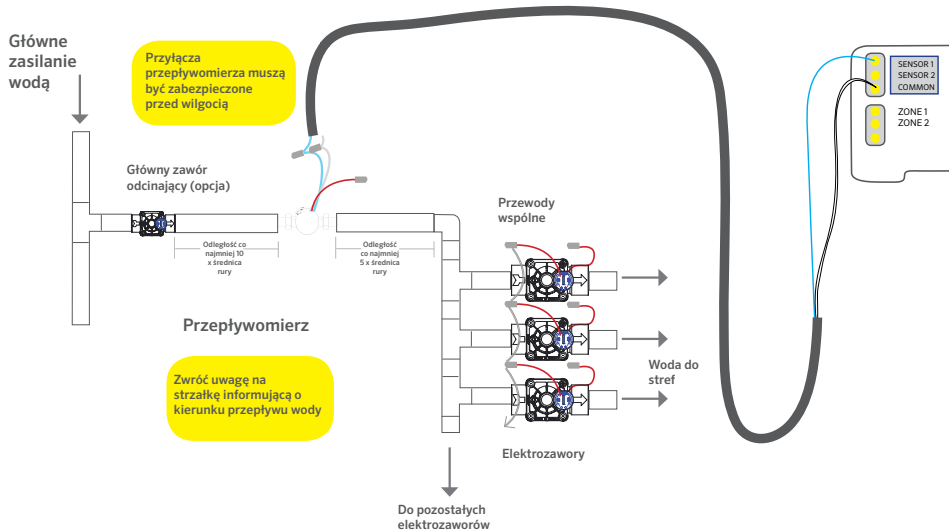 Główne
zasilanie
wodą
Przyłącza
przepływomierza muszą
być zabezpieczone
przed wilgocią
SENSOR 1
SENSOR 2
COMMON
ZONE 1
ZONE 2
Główny zawór
odcinający (opcja)
Przewody
wspólne
Odległość co
najmniej 10
x średnica
rury
Odległość
co najmniej
5 x średnica
rury
Przepływomierz
Zwróć uwagę na
strzałkę informującą o
kierunku przepływu wody
Woda do
stref
Elektrozawory
Do pozostałych
elektrozaworów